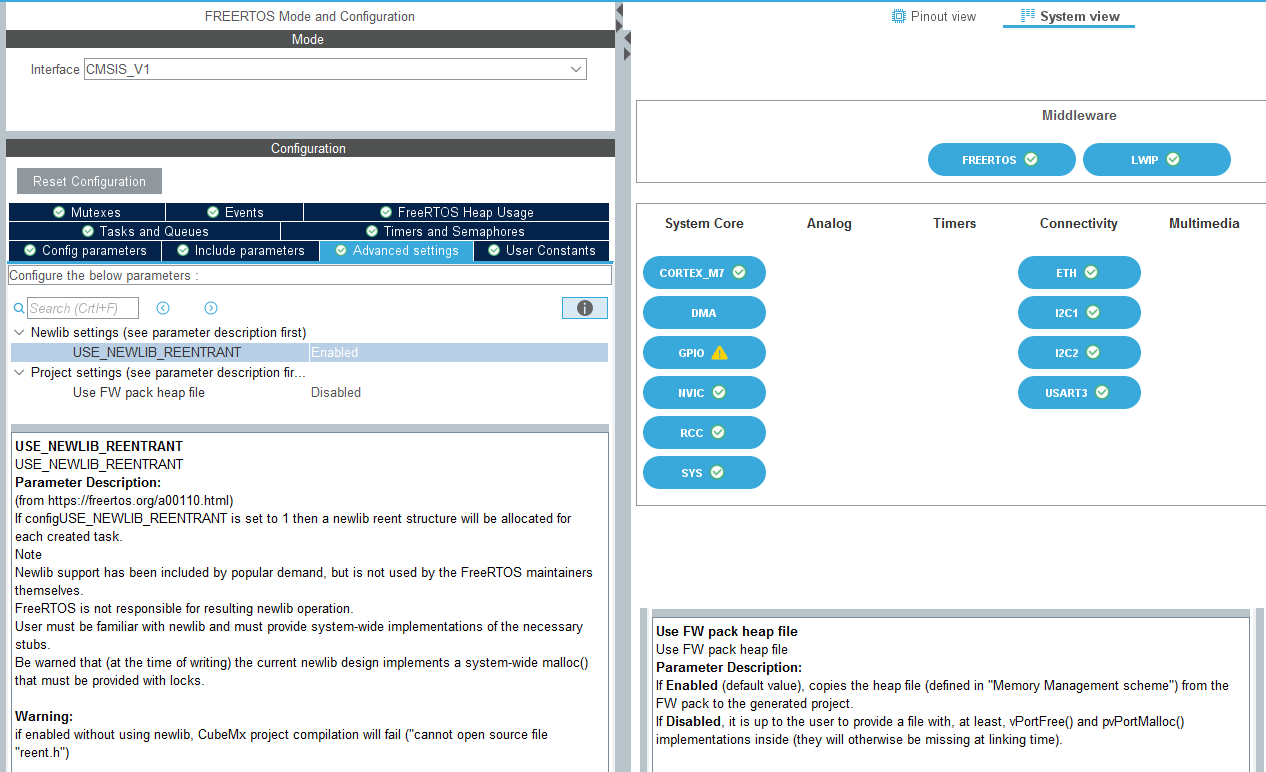 FREERTOS Mode and Configuration
Mode
Interface CMSIS_V1
Configuration
Reset Configuration
Mutexes Events FreeRTOS Heap Usage
Tasks and Queues Timers and Semaphores
Config parameters Include parameters Advanced settings User Constants
Configure the below parameters :
Search (Crtl+F)
Newlib settings (see parameter description first)
USE_NEWLIB_REENTRANT Enabled
Project settings (see parameter description fir...
Use FW pack heap file Disabled
USE_NEWLIB_REENTRANT
USE_NEWLIB_REENTRANT
Parameter Description:
(from https://freertos.org/a00110.html)
If configUSE_NEWLIB_REENTRANT is set to 1 then a newlib reent structure will be allocated for
each created task.
Note
Newlib support has been included by popular demand, but is not used by the FreeRTOS maintainers
themselves.
FreeRTOS is not responsible for resulting newlib operation.
User must be familiar with newlib and must provide system-wide implementations of the necessary
stubs.
Be warned that (at the time of writing) the current newlib design implements a system-wide malloc()
that must be provided with locks.
Warning:
if enabled without using newlib, CubeMx project compilation will fail ("cannot open source file
"reent.h")
Pinout view System view
Middleware
FREERTOS LWIP
System Core Analog Timers Connectivity Multimedia
CORTEX_M7 ETH
DMA I2C1
GPIO I2C2
NVIC USART3
RCC
SYS
Use FW pack heap file
Use FW pack heap file
Parameter Description:
If Enabled (default value), copies the heap file (defined in "Memory Management scheme") from the
FW pack to the generated project.
If Disabled, it is up to the user to provide a file with, at least, vPortFree() and pvPortMalloc()
implementations inside (they will otherwise be missing at linking time).